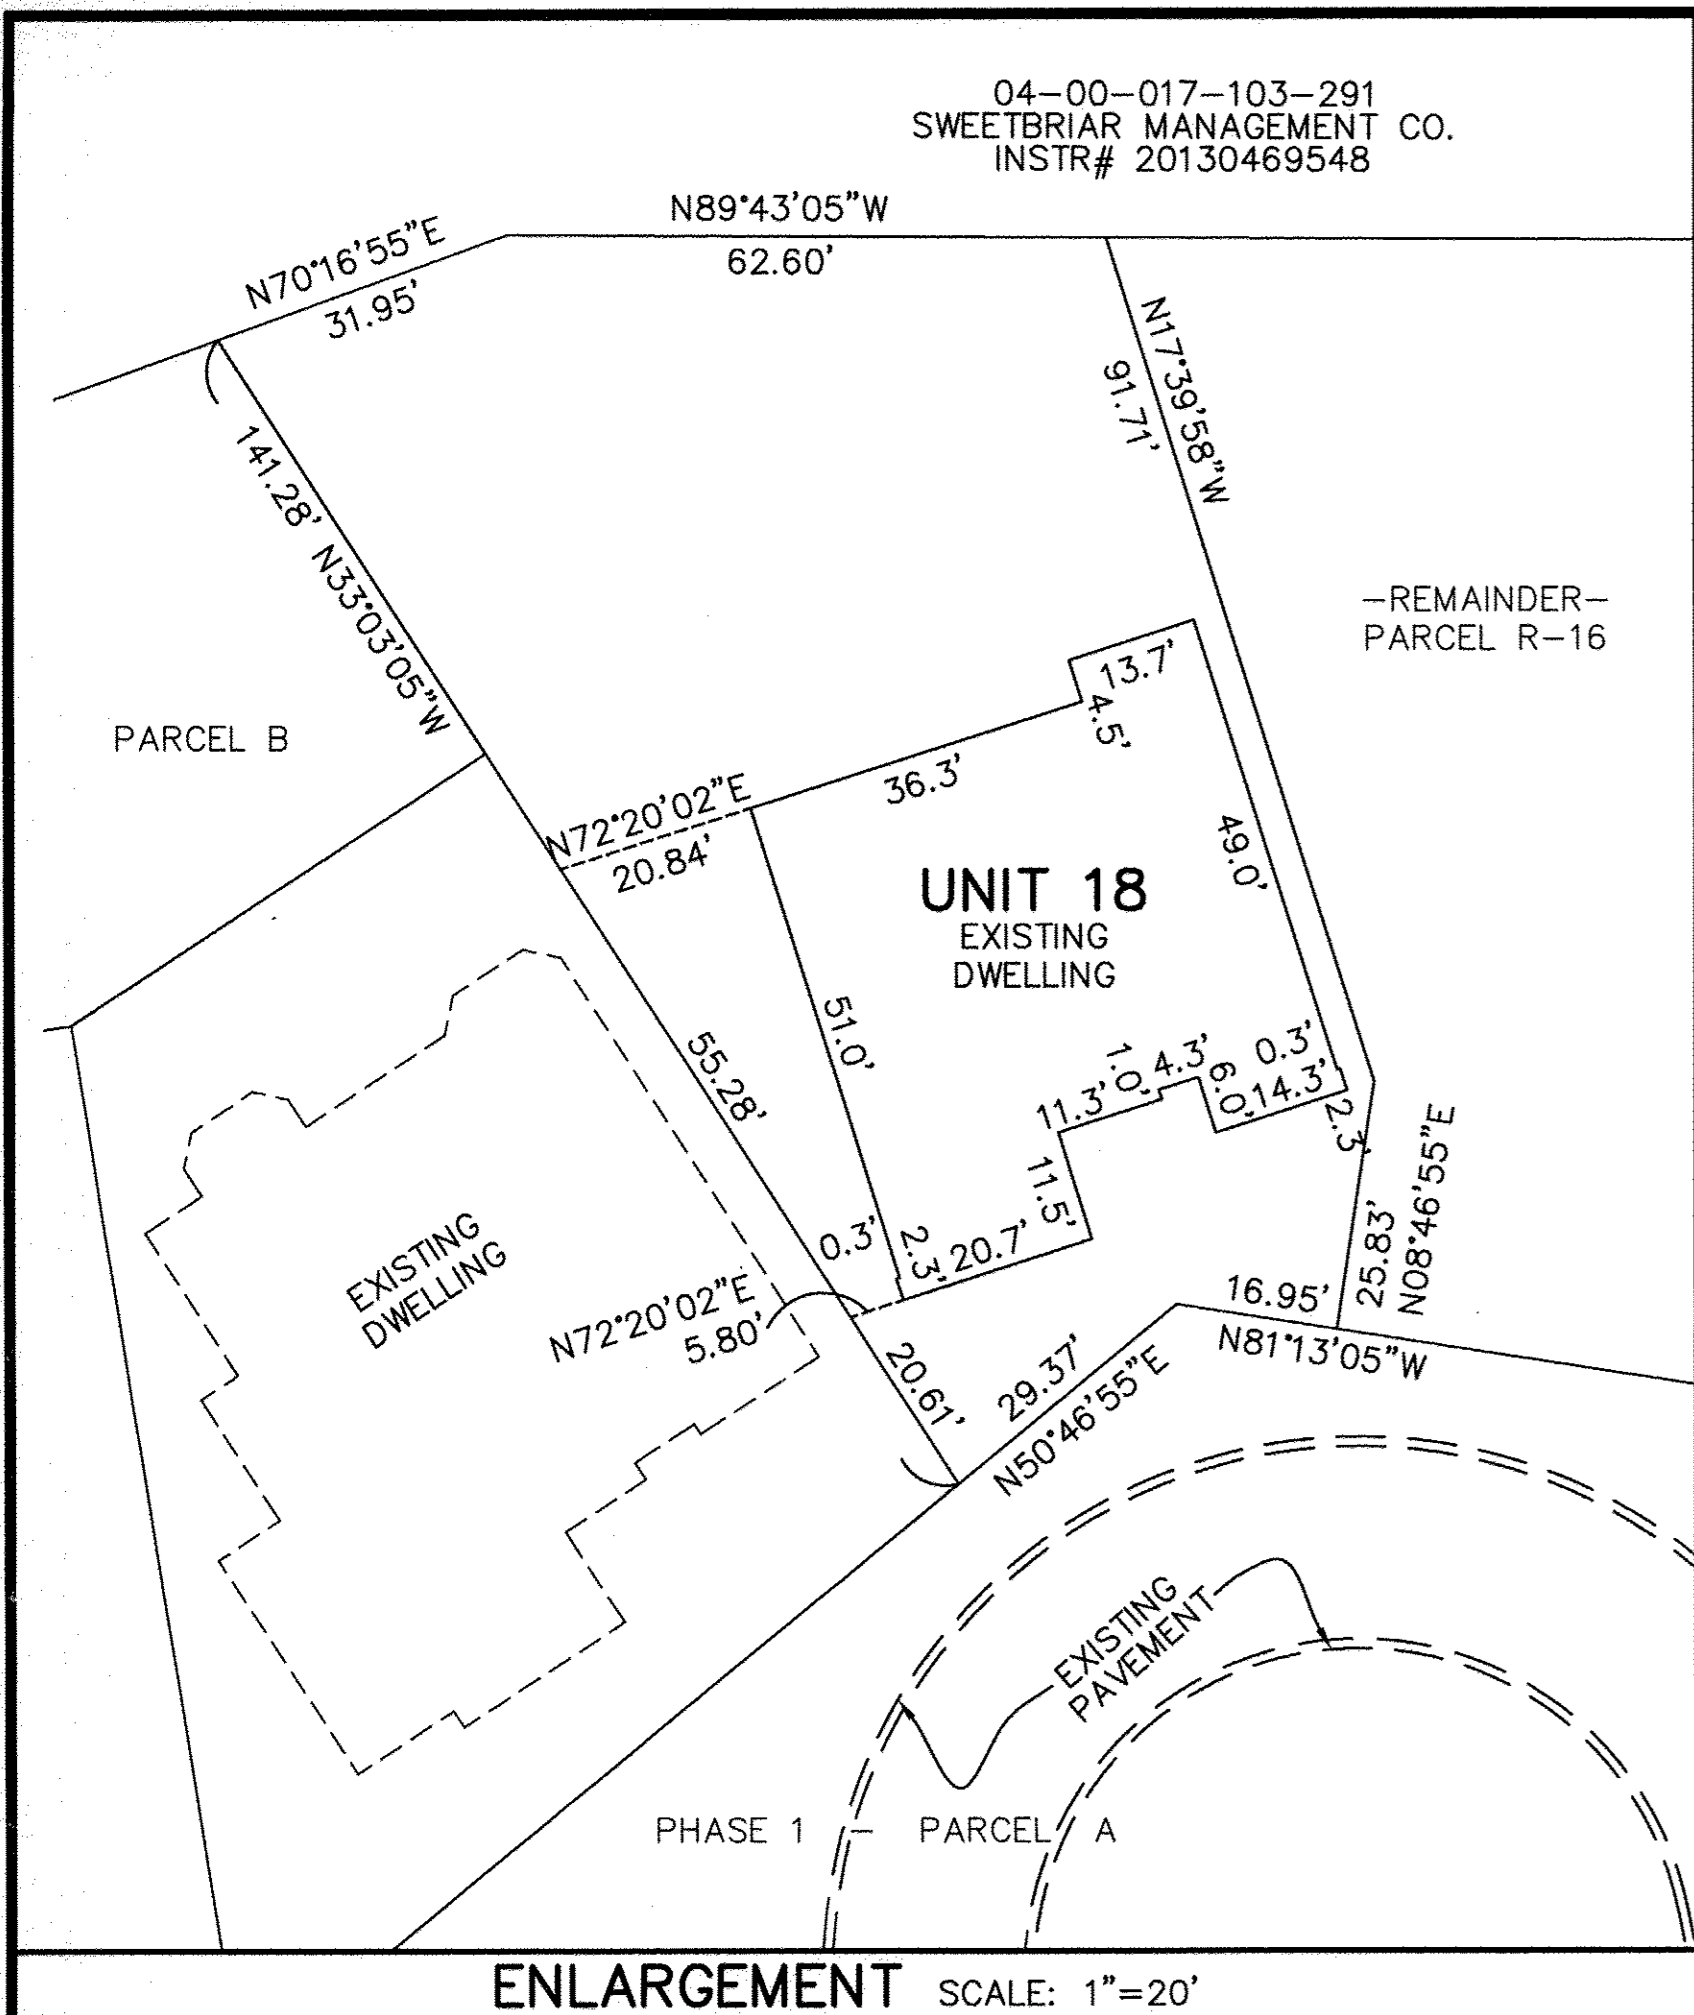 04-00-017-103-291
SWEETBRIAR MANAGEMENT CO.
INSTR# 20130469548
N89°43'05"W
62.60'
N70°16'55"E
31.95'
N17°39'58"W
91.71'
141.28' N33°03'05"W
-REMAINDER-
PARCEL R-16
PARCEL B
13.7'
4.5'
36.3'
N72°20'02"E
20.84'
49.0'
UNIT 18
EXISTING
DWELLING
51.0'
55.28'
11.3'
1.0'
4.3'
6.0'
0.3'
14.3'
2.3'
11.5'
0.3'
2.3'
20.7'
EXISTING
DWELLING
N72°20'02"E
5.80'
20.61'
29.37'
N50°46'55"E
16.95'
N81°13'05"W
25.83'
N08°46'55"E
EXISTING
PAVEMENT
PHASE 1 - PARCEL A
ENLARGEMENT SCALE: 1"=20'